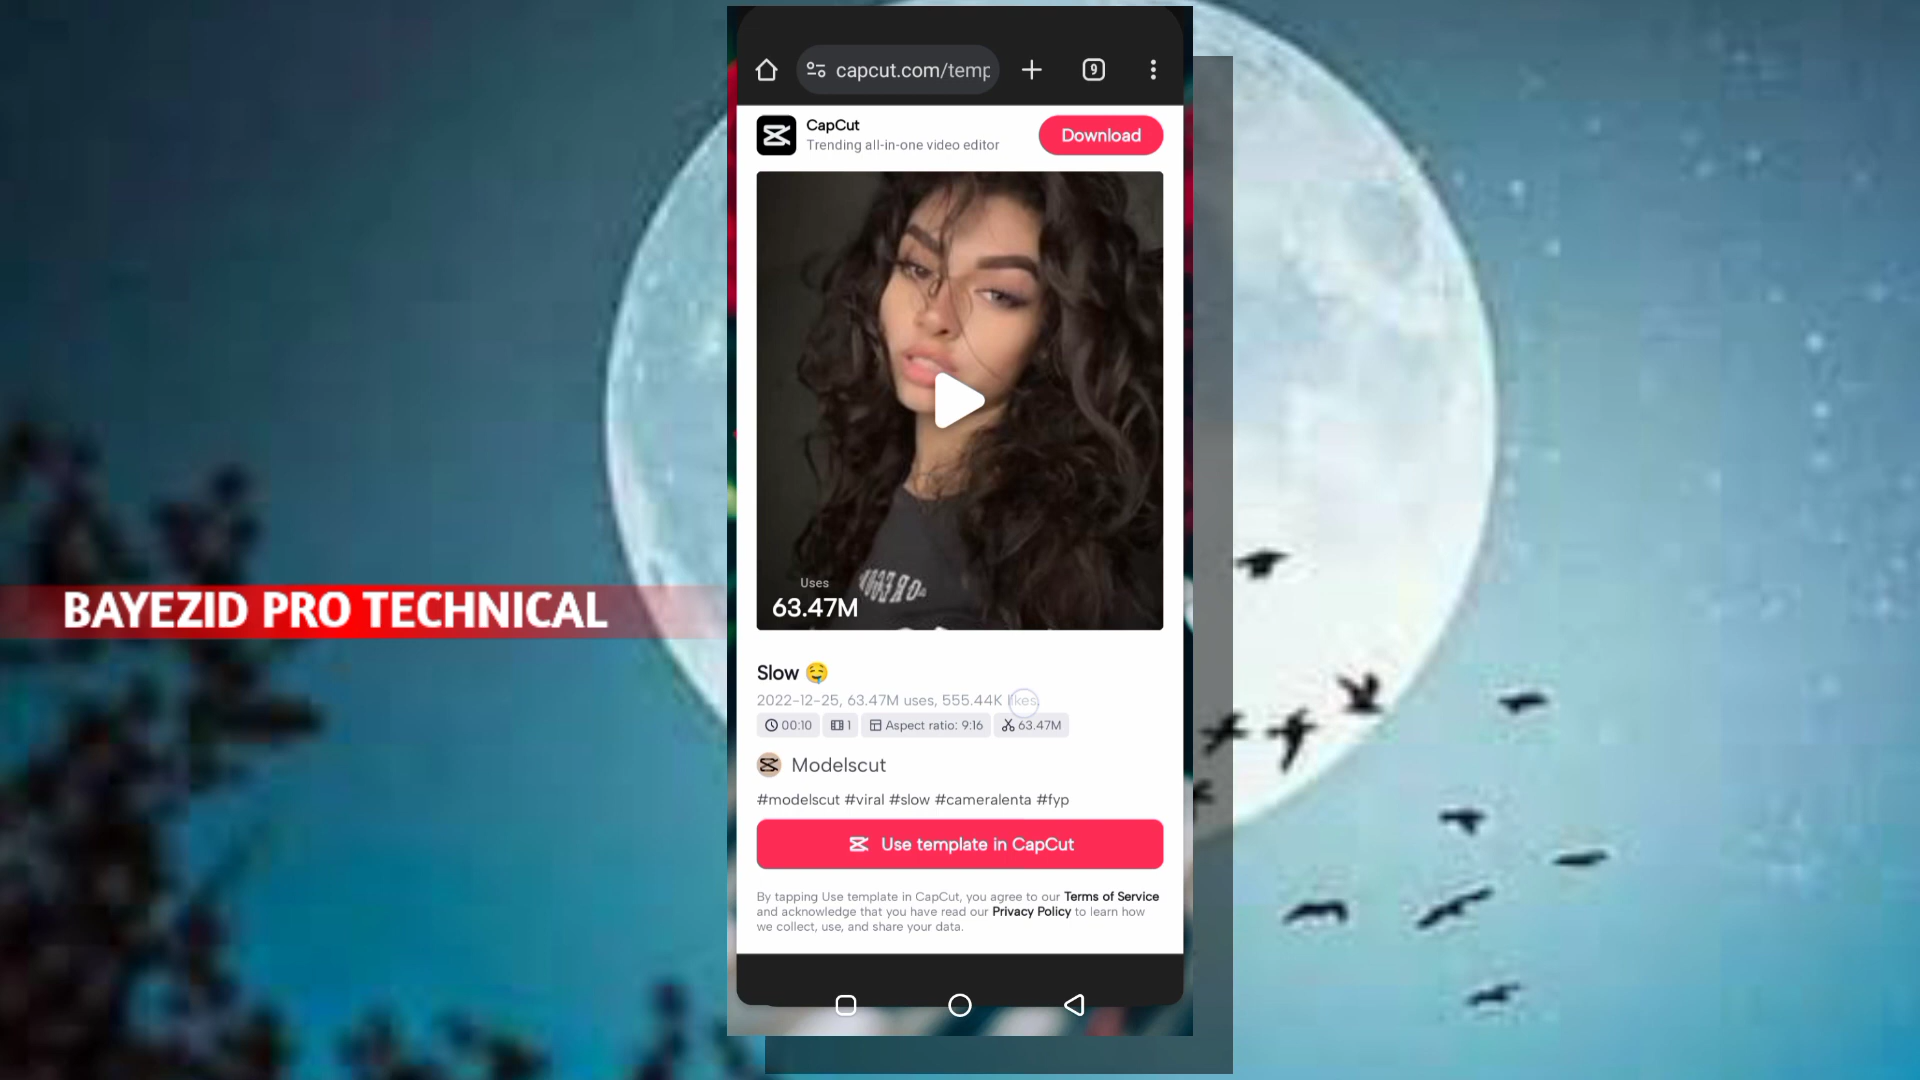 9
capcut.com/temp
CapCut
Trending all-in-one video editor
Download
Uses
63.47M
BAYEZID PRO TECHNICAL
Slow 🤤
2022-12-25, 63.47M uses, 555.44K likes.
00:10
1
Aspect ratio: 9:16
63.47M
Modelscut
#modelscut #viral #slow #cameralenta #fyp
Use template in CapCut
By tapping Use template in CapCut, you agree to our Terms of Service
and acknowledge that you have read our Privacy Policy to learn how
we collect, use, and share your data.